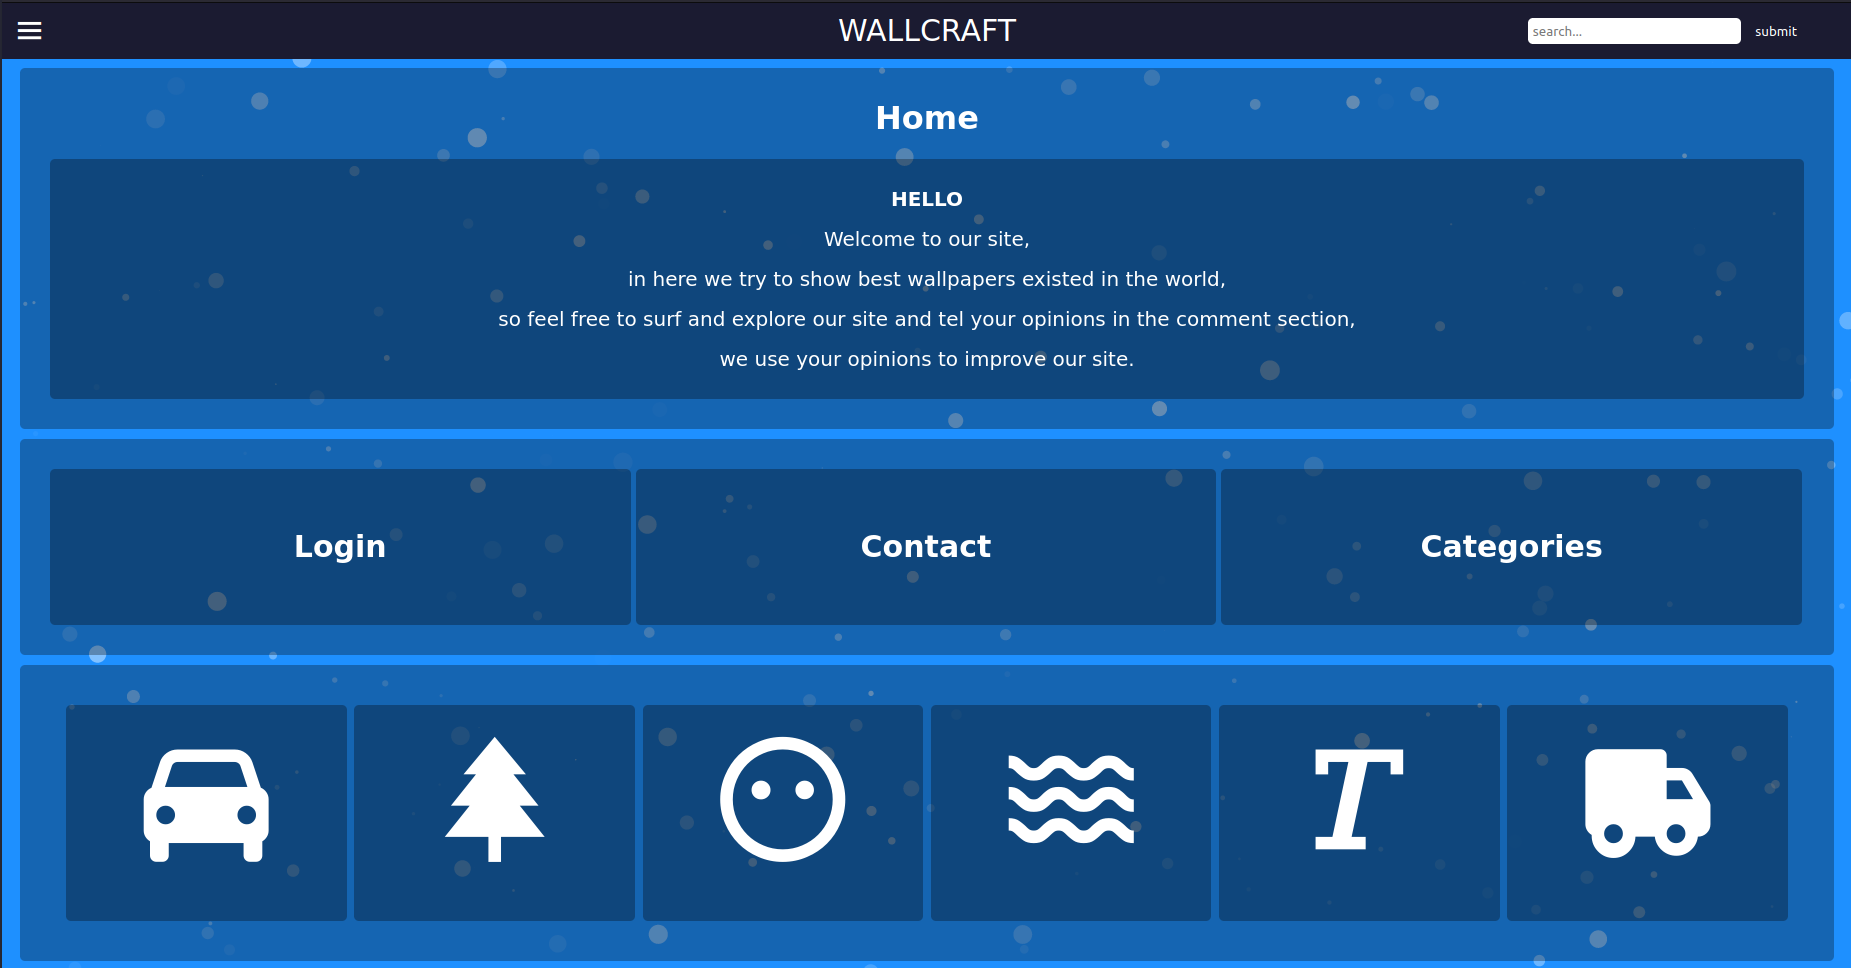 WALLCRAFT
search...
submit
Home
HELLO
Welcome to our site,
in here we try to show best wallpapers existed in the world,
so feel free to surf and explore our site and tel your opinions in the comment section,
we use your opinions to improve our site.
Login
Contact
Categories
T